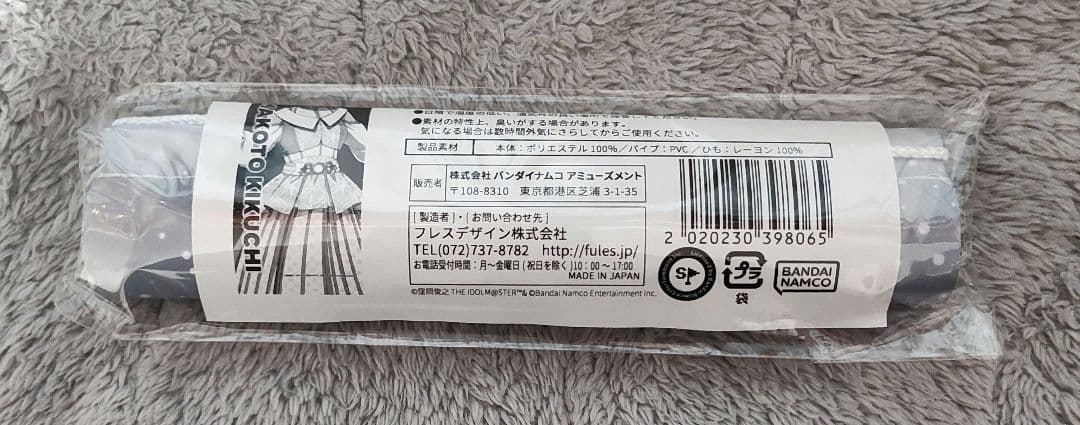 MAKOTO KIKUCHI
●素材の特性上、臭いがする場合があります。
気になる場合は数時間外気にさらしてからご使用ください。
製品素材 本体:ポリエステル100%/パイプ:PVC/ひも:レーヨン100%
販売者 株式会社 バンダイナムコ アミューズメント
〒108-8310 東京都港区芝浦 3-1-35
[ 製造者 ]・[ お問い合わせ先 ]
フレスデザイン株式会社
TEL(072)737-8782 http://fules.jp/
お電話受付時間:月~金曜日 ( 祝日を除く )10:00~17:00
MADE IN JAPAN
©窪岡俊之 THE IDOLM@STER™& ©Bandai Namco Entertainment Inc.
2 020230 398065
SP
プラ
袋
BANDAI
NAMCO